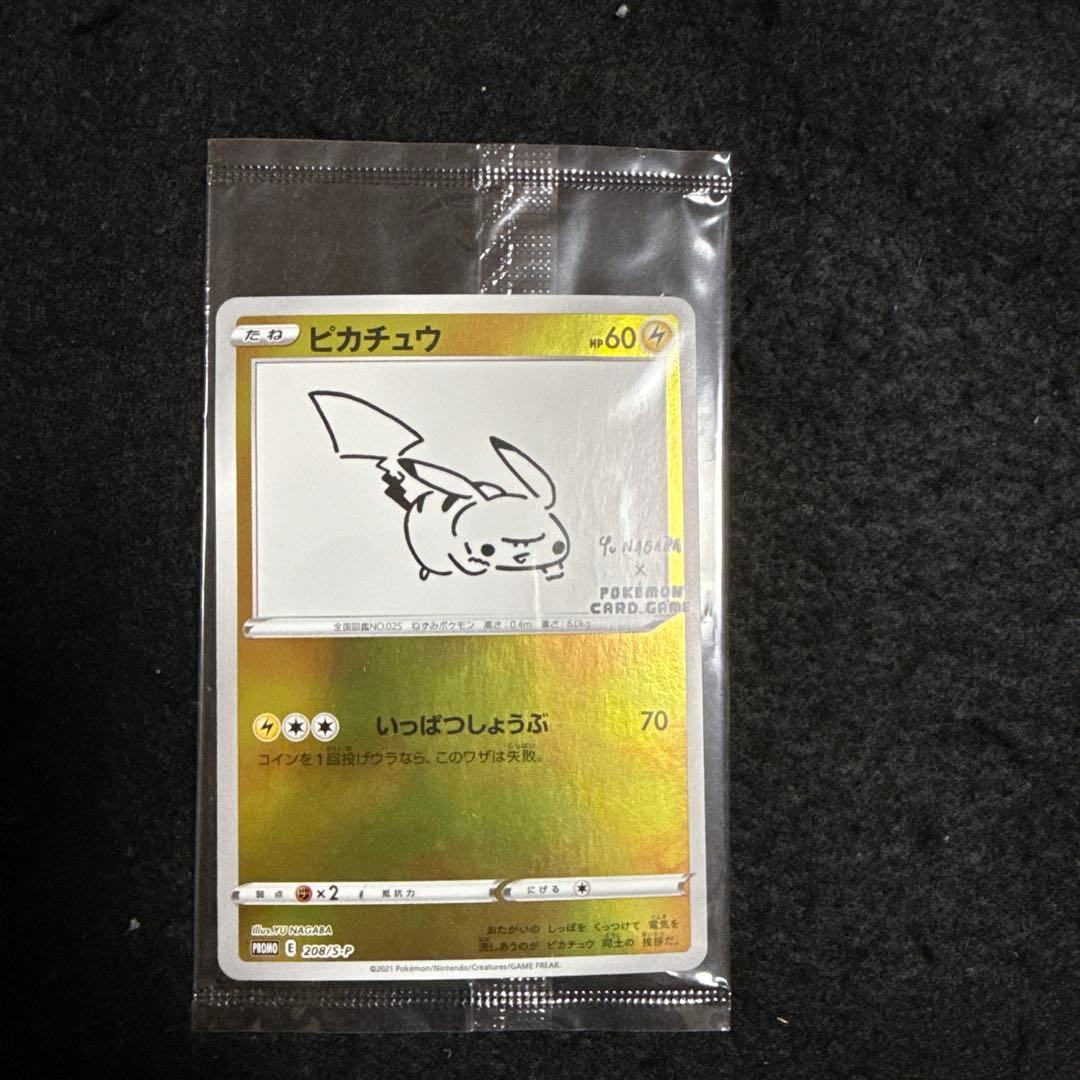 たね ピカチュウ HP60
Yu NAGABA
×
POKÉMON
CARD GAME
全国図鑑NO.025 ねずみポケモン 高さ:0.4m 重さ:6.0kg
いっぱつしょうぶ 70
コインを1回投げウラなら、このワザは失敗。
弱点 ×2 抵抗力 にげる
Illus.YU NAGABA
おたがいの しっぽを くっつけて 電気を
流しあうのが ピカチュウ 同士の 挨拶だ。
PROMO E 208/S-P
©2021 Pokémon/Nintendo/Creatures/GAME FREAK.